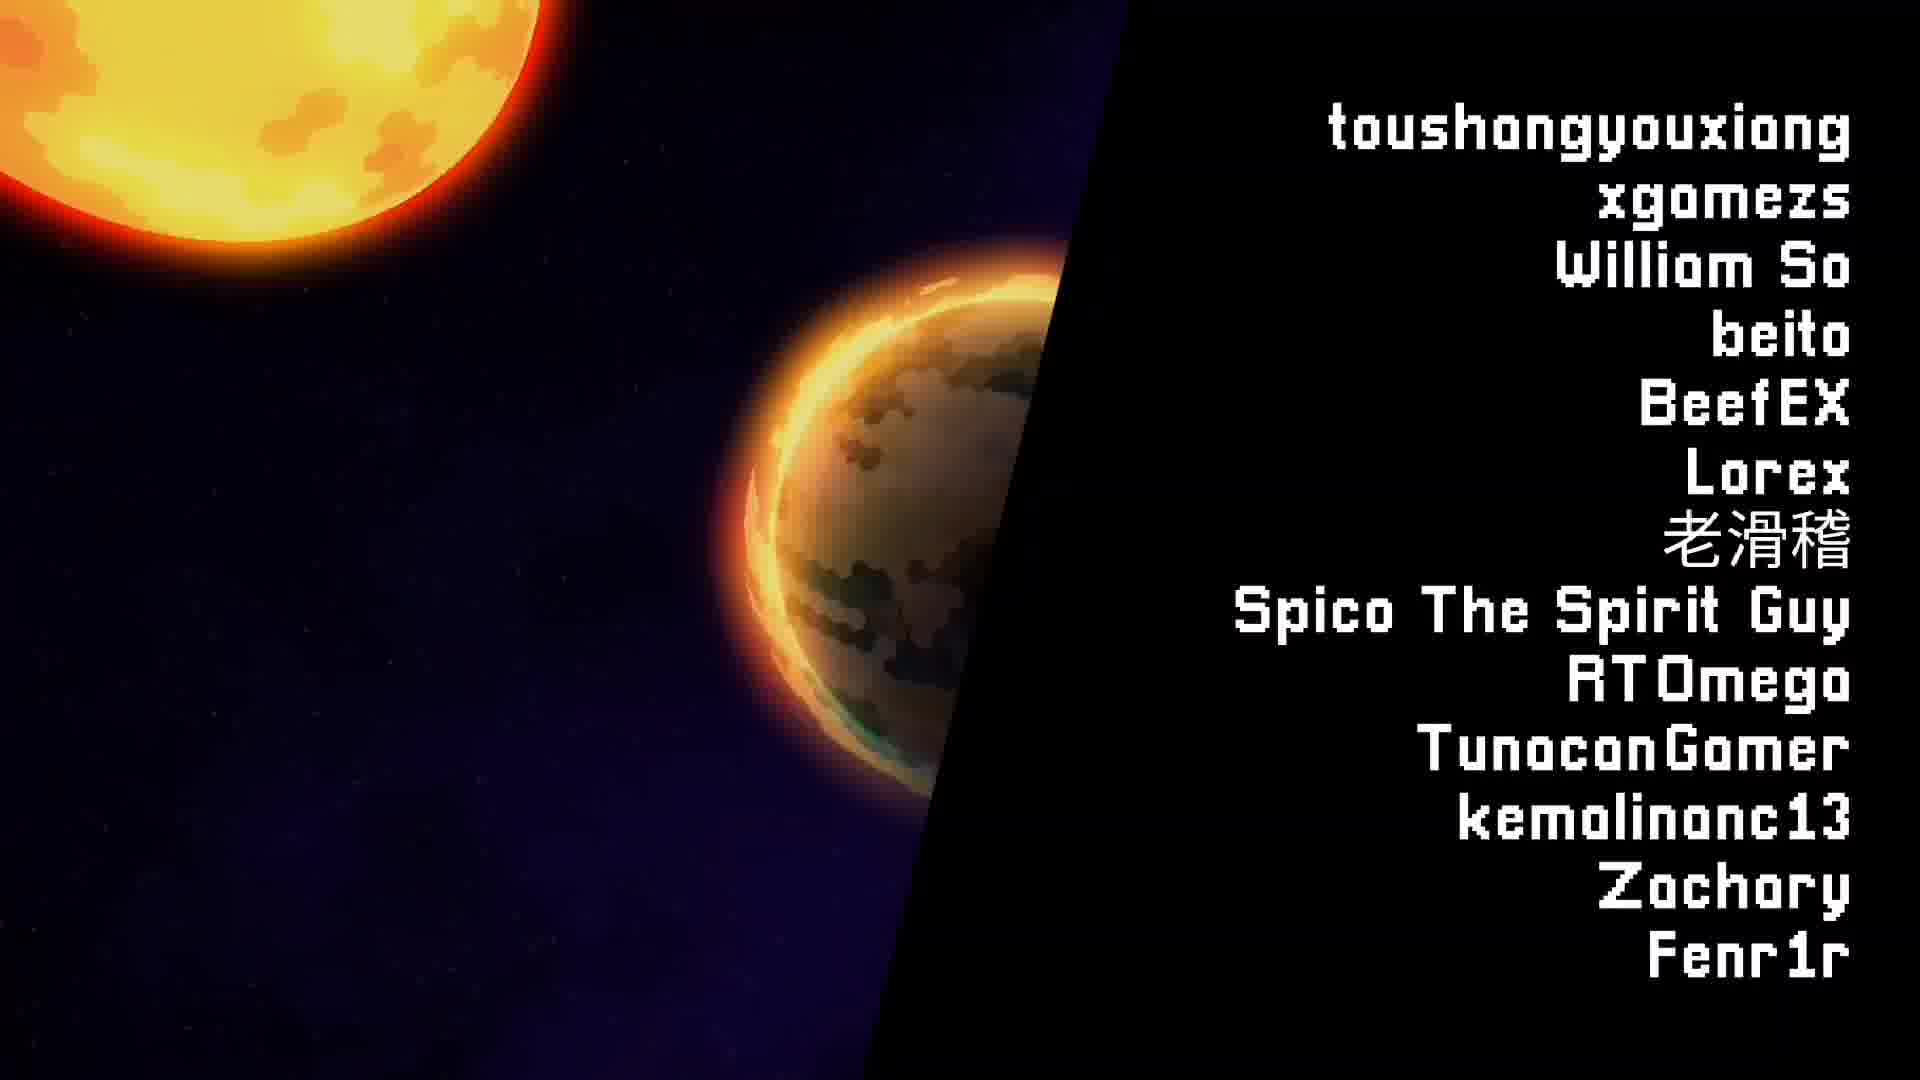 toushangyouxiang
xgamezs
William So
beito
BeefEX
Lorex
老滑稽
Spico The Spirit Guy
RTOmega
TunacanGamer
kemalinanc13
Zachary
Fenr1r